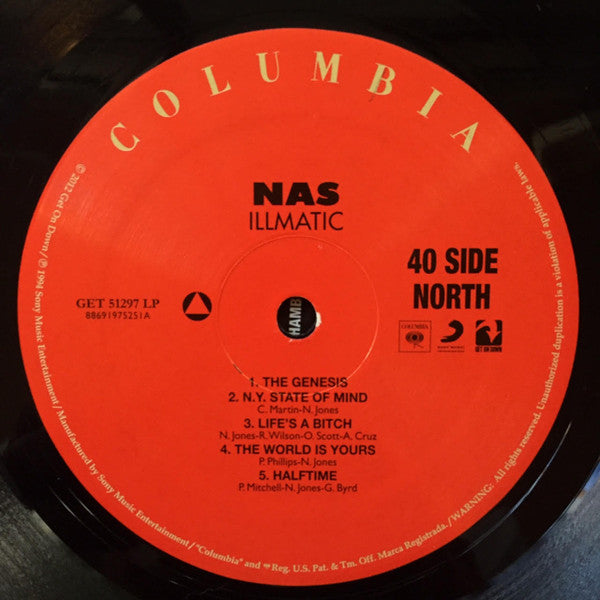 COLUMBIA
NAS
ILLMATIC
40 SIDE
NORTH
GET 51297 LP
88691975251A
COLUMBIA
GET ON DOWN
HAMB
1. THE GENESIS
2. N.Y. STATE OF MIND
C. Martin-N. Jones
3. LIFE'S A BITCH
N. Jones-R. Wilson-O. Scott-A. Cruz
4. THE WORLD IS YOURS
P. Phillips-N. Jones
5. HALFTIME
P. Mitchell-N. Jones-G. Byrd
© 2012 Get On Down / ℗ 1994 Sony Music Entertainment / Manufactured by Sony Music Entertainment / "Columbia" and Reg. U.S. Pat. & Tm. Off. Marca Registrada. / WARNING: All rights reserved. Unauthorized duplication is a violation of applicable laws.